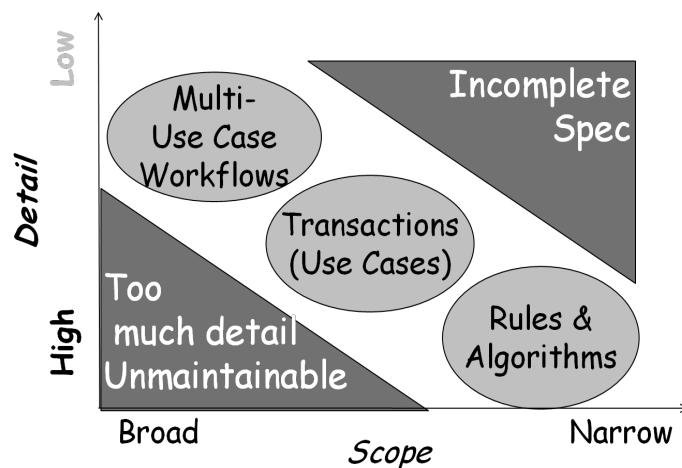 Low
Detail
High
Multi-
Use Case
Workflows
Incomplete
Spec
Transactions
(Use Cases)
Too
much detail
Unmaintainable
Rules &
Algorithms
Broad
Scope
Narrow